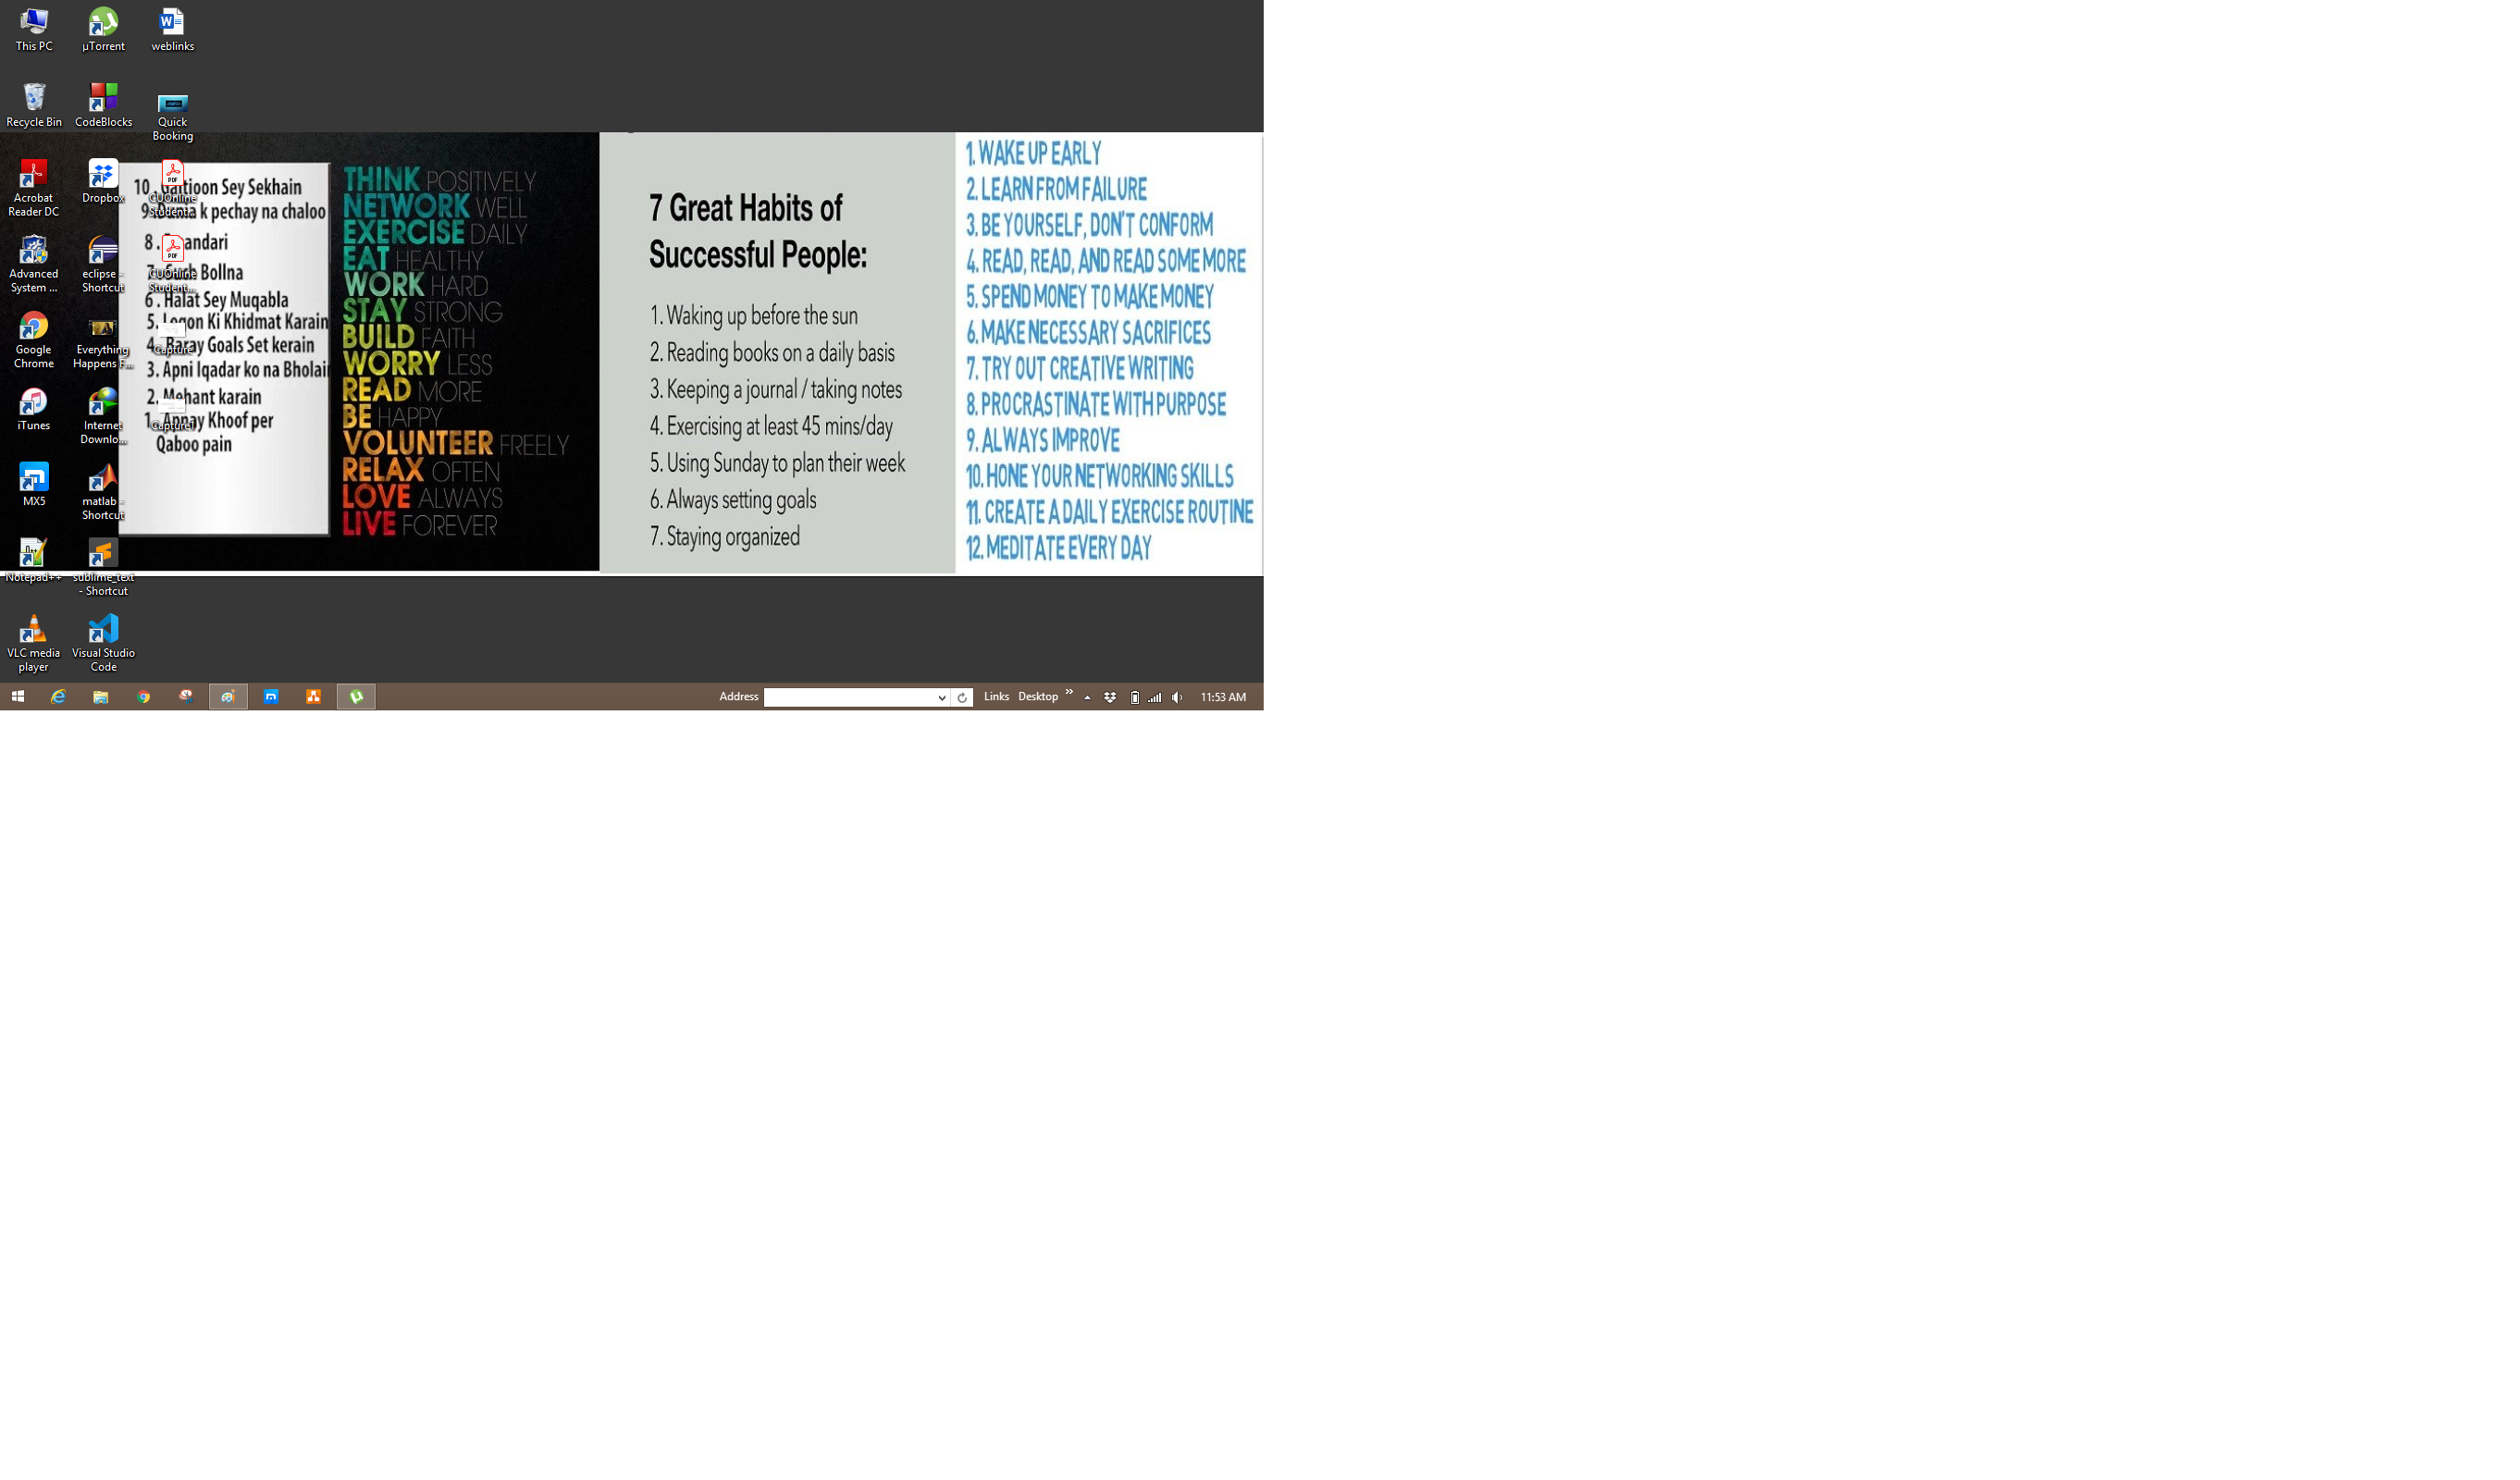 This PC
µTorrent
weblinks
Recycle Bin
CodeBlocks
Quick
Booking
Acrobat
Reader DC
Dropbox
CUOnline
Student...
Advanced
System ...
eclipse -
Shortcut
CUOnline
Student...
Google
Chrome
Everything
Happens F...
Capture
iTunes
Internet
Downlo...
Capture1
MX5
matlab -
Shortcut
Notepad++
sublime_text
- Shortcut
VLC media
player
Visual Studio
Code
10 . Sey Sekhain
9 . k pechay na chaloo
8 .
7 . Bollna
6 . Halat Sey Muqabla
5. Logon Ki Khidmat Karain
4. Baray Goals Set kerain
3. Apni Iqadar ko na Bholain
2. Mehant karain
1. Apnay Khoof per
Qaboo pain
THINK POSITIVELY
NETWORK WELL
EXERCISE DAILY
EAT HEALTHY
WORK HARD
STAY STRONG
BUILD FAITH
WORRY LESS
READ MORE
BE HAPPY
VOLUNTEER FREELY
RELAX OFTEN
LOVE ALWAYS
LIVE FOREVER
7 Great Habits of
Successful People:
1. Waking up before the sun
2. Reading books on a daily basis
3. Keeping a journal / taking notes
4. Exercising at least 45 mins/day
5. Using Sunday to plan their week
6. Always setting goals
7. Staying organized
1. WAKE UP EARLY
2. LEARN FROM FAILURE
3. BE YOURSELF, DON'T CONFORM
4. READ, READ, AND READ SOME MORE
5. SPEND MONEY TO MAKE MONEY
6. MAKE NECESSARY SACRIFICES
7. TRY OUT CREATIVE WRITING
8. PROCRASTINATE WITH PURPOSE
9. ALWAYS IMPROVE
10. HONE YOUR NETWORKING SKILLS
11. CREATE A DAILY EXERCISE ROUTINE
12. MEDITATE EVERY DAY
Address
Links Desktop
11:53 AM